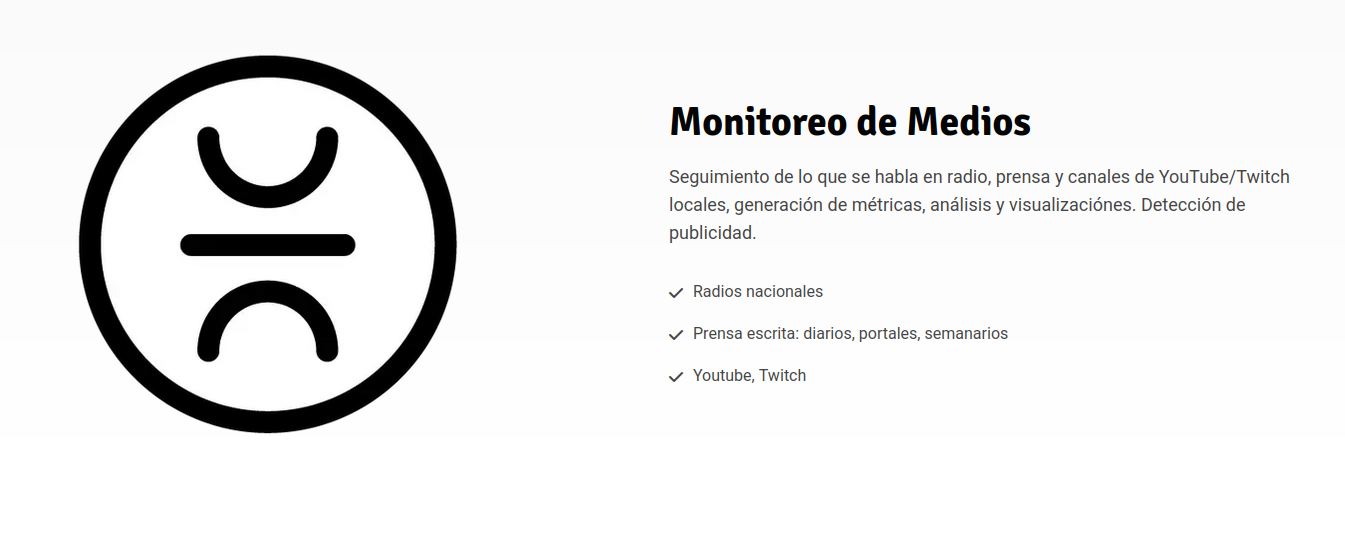 Monitoreo de Medios
Seguimiento de lo que se habla en radio, prensa y canales de YouTube/Twitch
locales, generación de métricas, análisis y visualizaciónes. Detección de
publicidad.
Radios nacionales
Prensa escrita: diarios, portales, semanarios
Youtube, Twitch